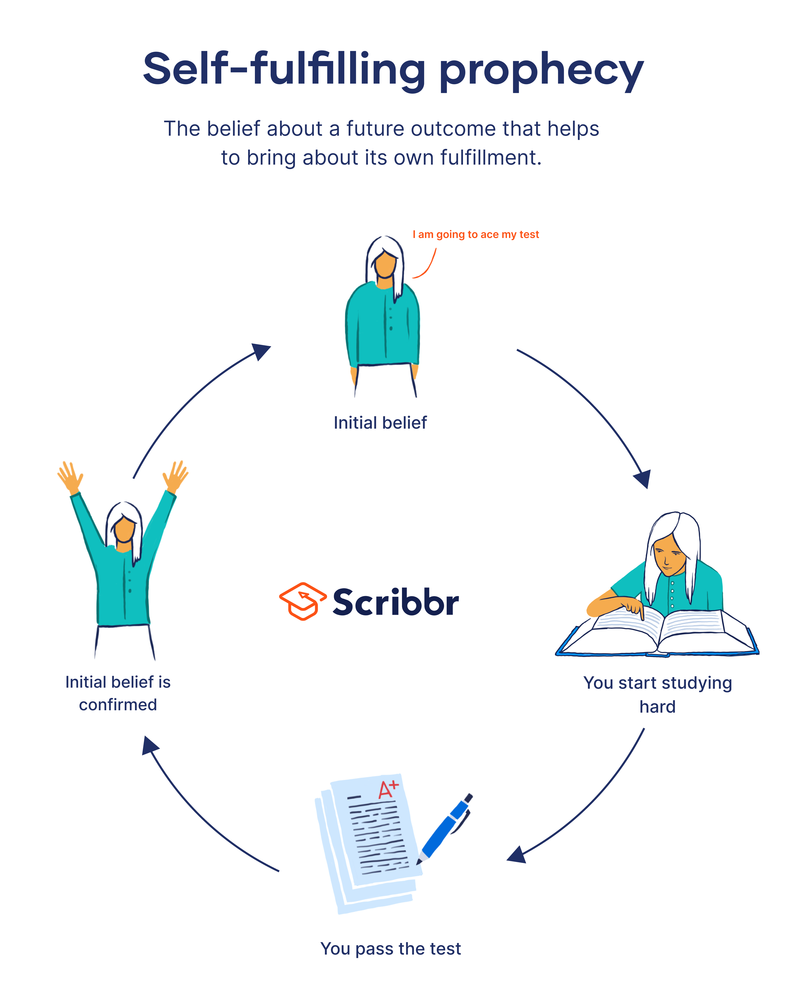 Self-fulfilling prophecy
The belief about a future outcome that helps
to bring about its own fulfillment.
I am going to ace my test
Initial belief
You start studying
hard
A+
You pass the test
Initial belief is
confirmed
Scribbr